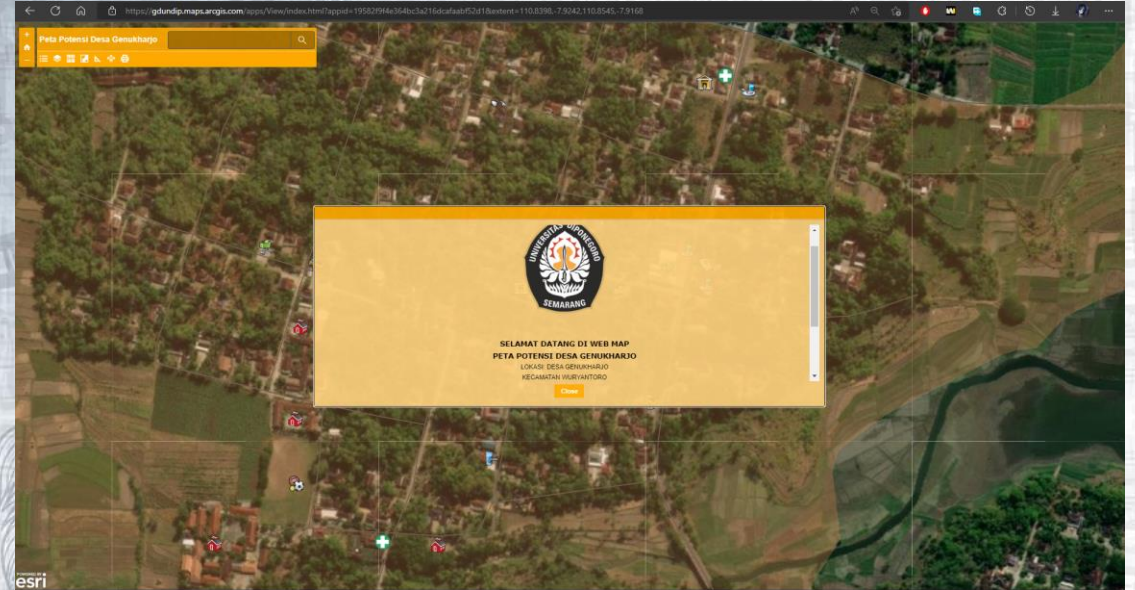 https://gdundip.maps.arcgis.com/apps/View/index.html?appid=19582f9f4e364bc3a216dcafaabf52d1&extent=110.8398,-7.9242,110.8545,-7.9168
Peta Potensi Desa Genukharjo
UNIVERSITAS DIPONEGORO
SEMARANG
SELAMAT DATANG DI WEB MAP
PETA POTENSI DESA GENUKHARJO
LOKASI: DESA GENUKHARJO
KECAMATAN WURYANTORO
Close
POWERED BY
esri